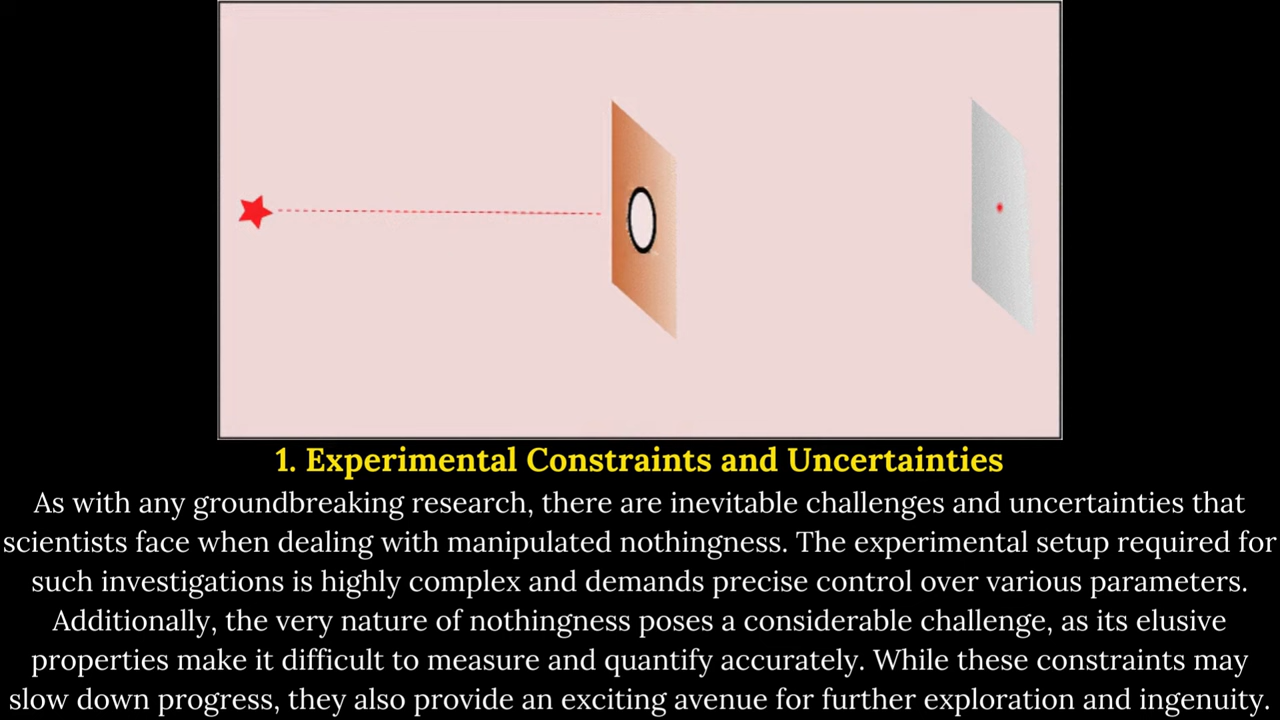 1. Experimental Constraints and Uncertainties
As with any groundbreaking research, there are inevitable challenges and uncertainties that
scientists face when dealing with manipulated nothingness. The experimental setup required for
such investigations is highly complex and demands precise control over various parameters.
Additionally, the very nature of nothingness poses a considerable challenge, as its elusive
properties make it difficult to measure and quantify accurately. While these constraints may
slow down progress, they also provide an exciting avenue for further exploration and ingenuity.